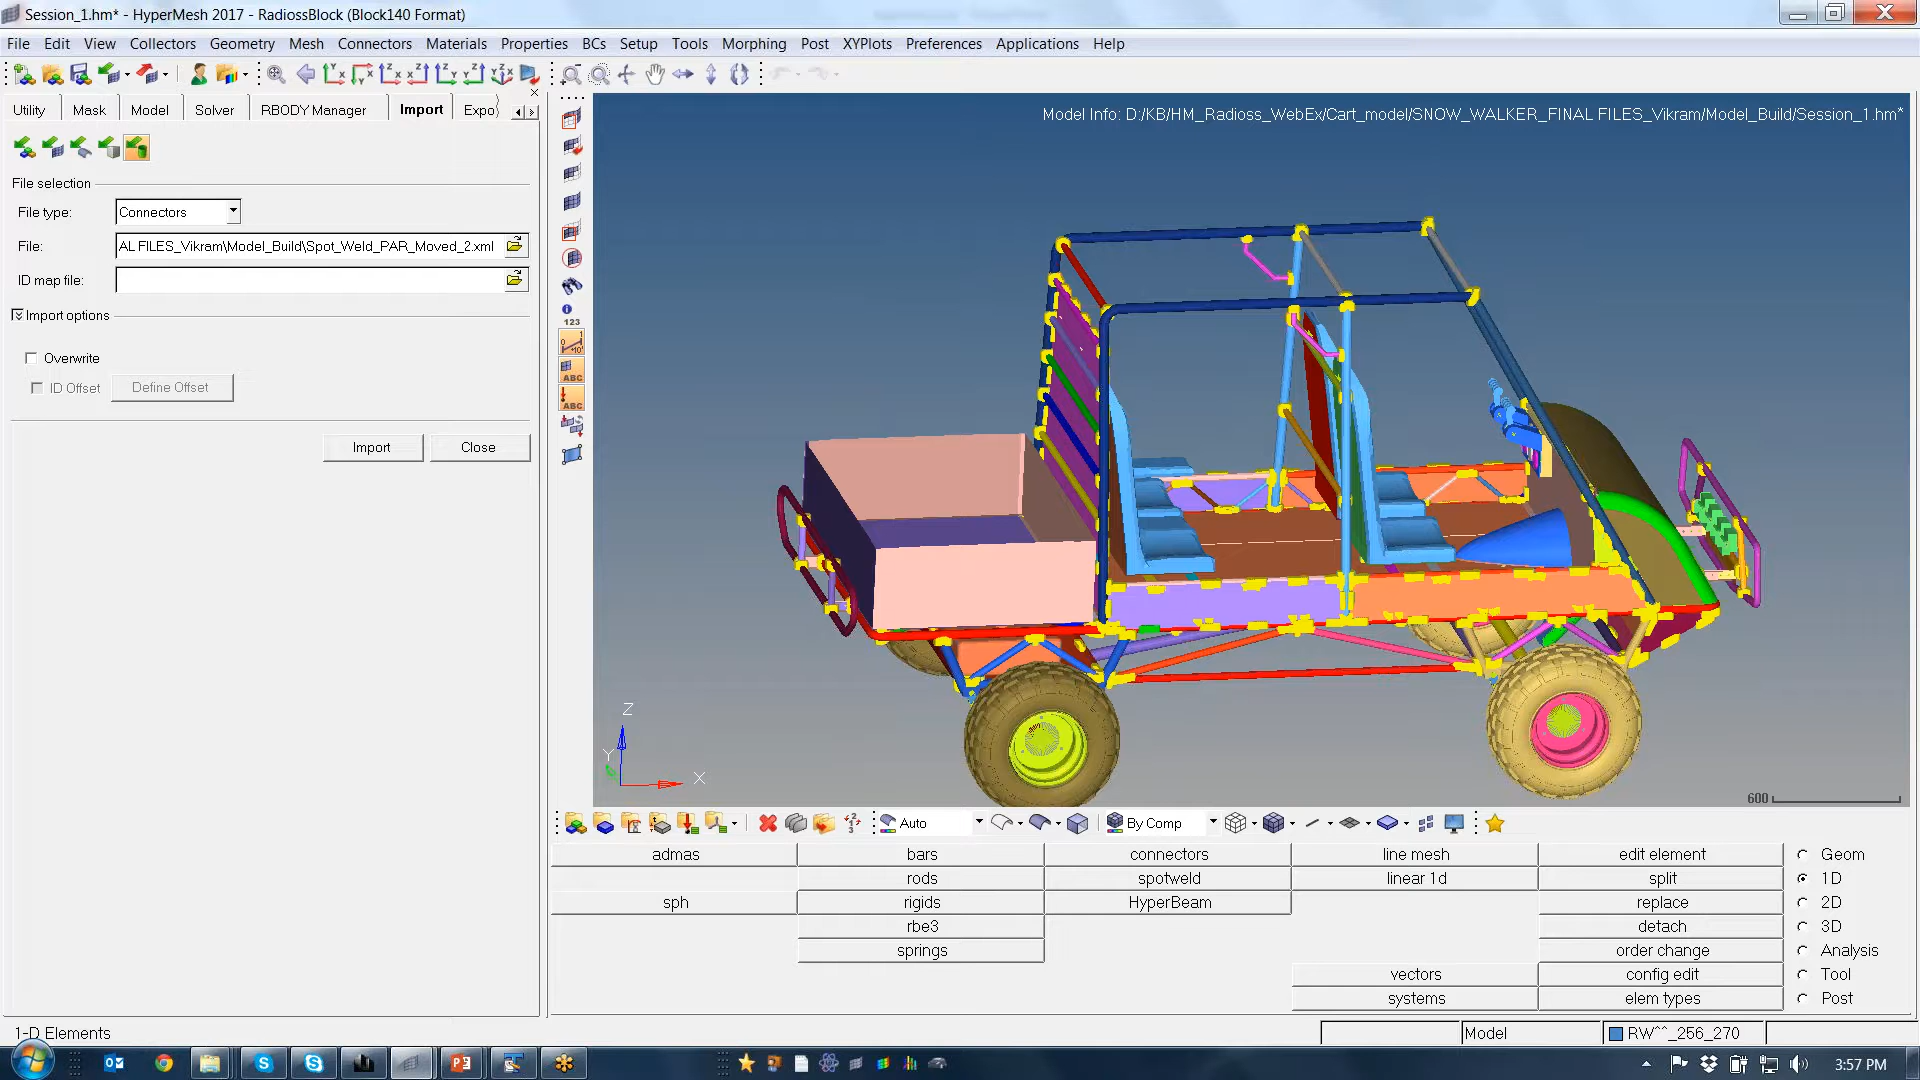 Session_1.hm* - HyperMesh 2017 - RadiossBlock (Block140 Format)
File Edit View Collectors Geometry Mesh Connectors Materials Properties BCs Setup Tools Morphing Post XYPlots Preferences Applications Help
Utility Mask Model Solver RBODY Manager Import Expo
Model Info: D:/KB/HM_Radioss_WebEx/Cart_model/SNOW_WALKER_FINAL FILES_Vikram/Model_Build/Session_1.hm*
File selection
File type: Connectors
File: AL FILES_Vikram\Model_Build\Spot_Weld_PAR_Moved_2.xml
ID map file:
Import options
Overwrite
ID Offset Define Offset
Import Close
123
ABC
ABC
Z
Y
X
600
Auto By Comp
admas bars connectors line mesh edit element Geom
rods spotweld linear 1d split 1D
sph rigids HyperBeam replace 2D
rbe3 detach 3D
springs order change Analysis
vectors config edit Tool
systems elem types Post
1-D Elements Model RW^^_256_270
3:57 PM